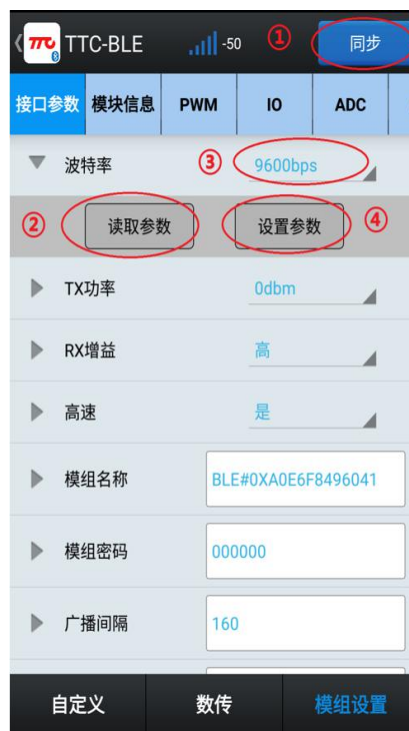 TTC TTC-BLE -50 ① 同步
接口参数 模块信息 PWM IO ADC
波特率 ③ 9600bps
② 读取参数 设置参数 ④
TX功率 0dbm
RX增益 高
高速 是
模组名称 BLE#0XA0E6F8496041
模组密码 000000
广播间隔 160
自定义 数传 模组设置